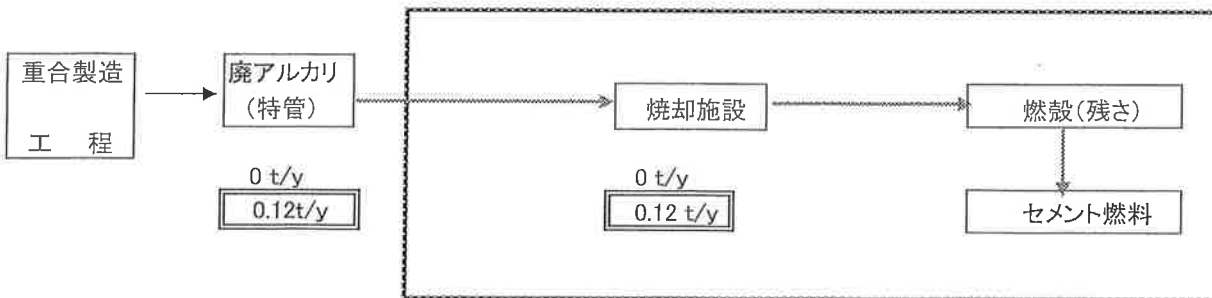 重合製造
工 程
廃アルカリ
(特管)
0 t/y
0.12t/y
焼却施設
0 t/y
0.12 t/y
燃殻(残さ)
セメント燃料